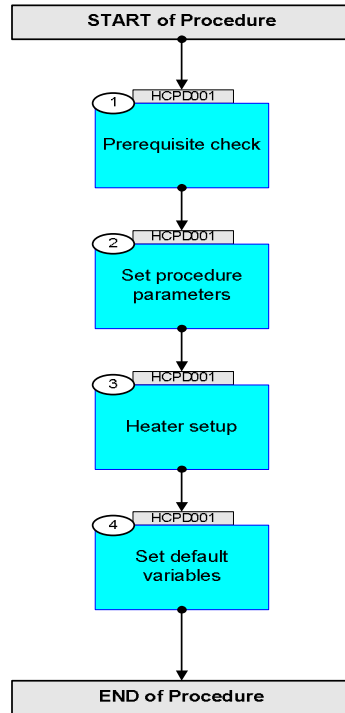 START of Procedure
HCPD001
1
Prerequisite check
HCPD001
2
Set procedure
parameters
HCPD001
3
Heater setup
HCPD001
4
Set default
variables
END of Procedure